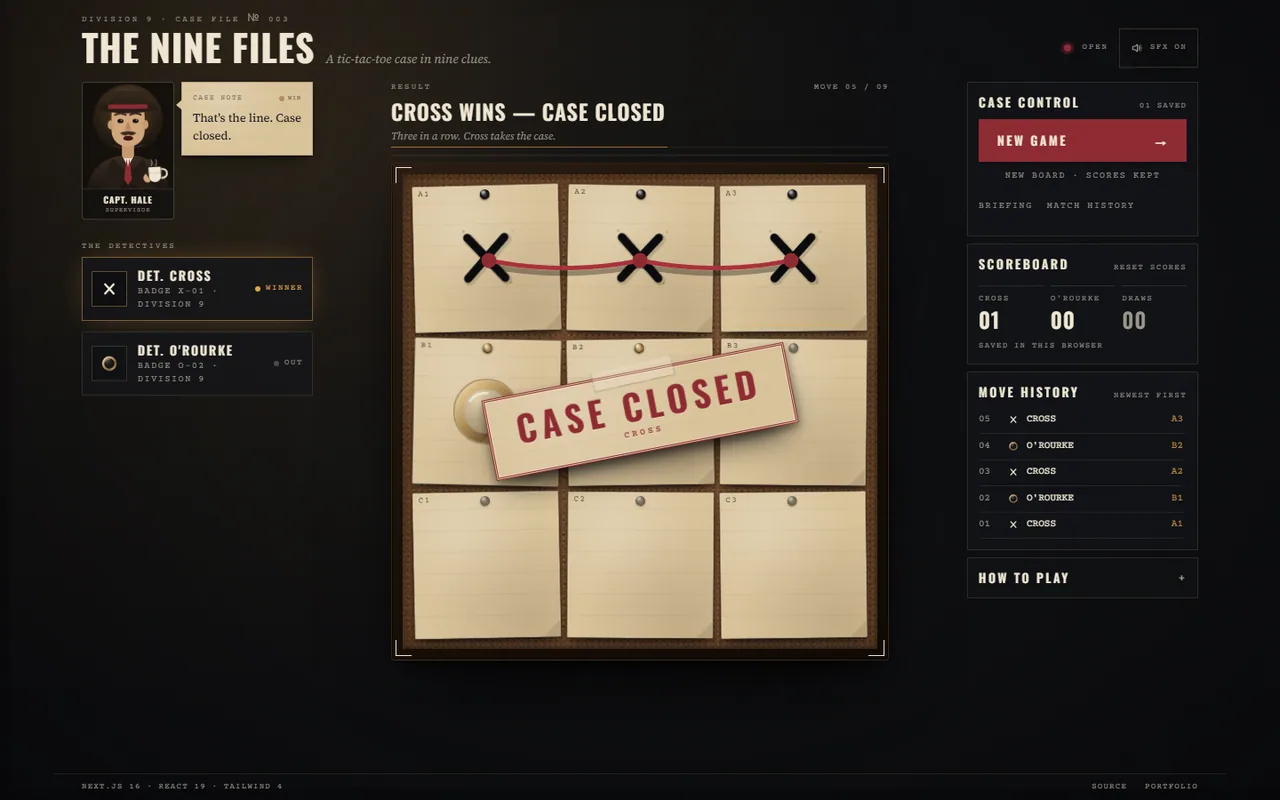 DIVISION 9 · CASE FILE № 003
THE NINE FILES
A tic-tac-toe case in nine clues.
OPEN
SFX ON
CASE NOTE
WIN
That's the line. Case
closed.
CAPT. HALE
SUPERVISOR
THE DETECTIVES
DET. CROSS
BADGE X-01 ·
DIVISION 9
WINNER
DET. O'ROURKE
BADGE O-02 ·
DIVISION 9
OUT
RESULT
MOVE 05 / 09
CROSS WINS — CASE CLOSED
Three in a row. Cross takes the case.
A1
A2
A3
B1
B2
B3
CASE CLOSED
CROSS
C1
C2
C3
CASE CONTROL
01 SAVED
NEW GAME →
NEW BOARD · SCORES KEPT
BRIEFING MATCH HISTORY
SCOREBOARD
RESET SCORES
CROSS O'ROURKE DRAWS
01 00 00
SAVED IN THIS BROWSER
MOVE HISTORY
NEWEST FIRST
05 CROSS A3
04 O'ROURKE B2
03 CROSS A2
02 O'ROURKE B1
01 CROSS A1
HOW TO PLAY +
NEXT.JS 16 · REACT 19 · TAILWIND 4
SOURCE PORTFOLIO